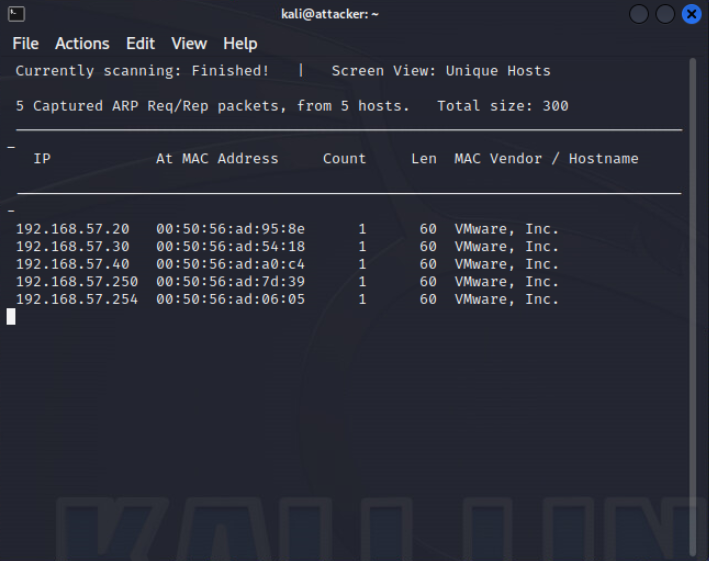 kali@attacker: ~
File Actions Edit View Help
Currently scanning: Finished! | Screen View: Unique Hosts
5 Captured ARP Req/Rep packets, from 5 hosts. Total size: 300
_____________________________________________________________________________
IP At MAC Address Count Len MAC Vendor / Hostname
-----------------------------------------------------------------------------
192.168.57.20 00:50:56:ad:95:8e 1 60 VMware, Inc.
192.168.57.30 00:50:56:ad:54:18 1 60 VMware, Inc.
192.168.57.40 00:50:56:ad:a0:c4 1 60 VMware, Inc.
192.168.57.250 00:50:56:ad:7d:39 1 60 VMware, Inc.
192.168.57.254 00:50:56:ad:06:05 1 60 VMware, Inc.
KALI LIN